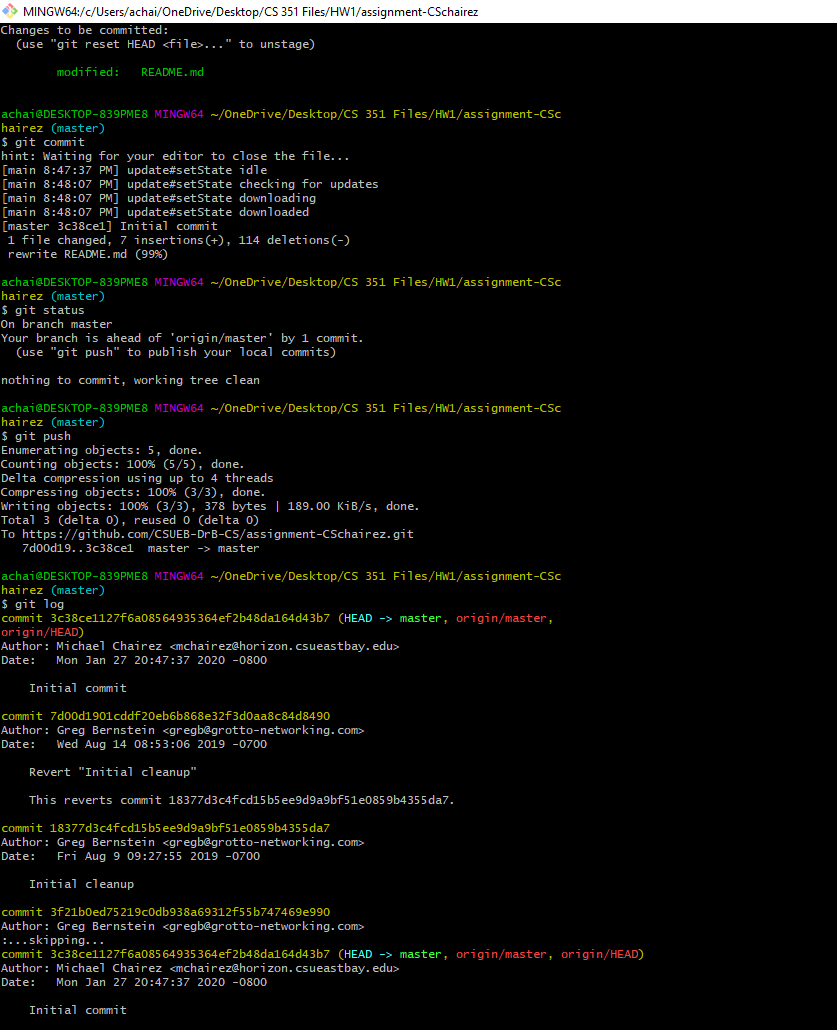 MINGW64:/c/Users/achai/OneDrive/Desktop/CS 351 Files/HW1/assignment-CSchairez
Changes to be committed:
  (use "git reset HEAD <file>..." to unstage)

        modified:   README.md


achai@DESKTOP-839PME8 MINGW64 ~/OneDrive/Desktop/CS 351 Files/HW1/assignment-CSc
hairez (master)
$ git commit
hint: Waiting for your editor to close the file...
[main 8:47:37 PM] update#setState idle
[main 8:48:07 PM] update#setState checking for updates
[main 8:48:07 PM] update#setState downloading
[main 8:48:07 PM] update#setState downloaded
[master 3c38ce1] Initial commit
 1 file changed, 7 insertions(+), 114 deletions(-)
 rewrite README.md (99%)

achai@DESKTOP-839PME8 MINGW64 ~/OneDrive/Desktop/CS 351 Files/HW1/assignment-CSc
hairez (master)
$ git status
On branch master
Your branch is ahead of 'origin/master' by 1 commit.
  (use "git push" to publish your local commits)

nothing to commit, working tree clean

achai@DESKTOP-839PME8 MINGW64 ~/OneDrive/Desktop/CS 351 Files/HW1/assignment-CSc
hairez (master)
$ git push
Enumerating objects: 5, done.
Counting objects: 100% (5/5), done.
Delta compression using up to 4 threads
Compressing objects: 100% (3/3), done.
Writing objects: 100% (3/3), 378 bytes | 189.00 KiB/s, done.
Total 3 (delta 0), reused 0 (delta 0)
To https://github.com/CSUEB-DrB-CS/assignment-CSchairez.git
   7d00d19..3c38ce1  master -> master

achai@DESKTOP-839PME8 MINGW64 ~/OneDrive/Desktop/CS 351 Files/HW1/assignment-CSc
hairez (master)
$ git log
commit 3c38ce1127f6a08564935364ef2b48da164d43b7 (HEAD -> master, origin/master,
origin/HEAD)
Author: Michael Chairez <mchairez@horizon.csueastbay.edu>
Date:   Mon Jan 27 20:47:37 2020 -0800

    Initial commit

commit 7d00d1901cddf20eb6b868e32f3d0aa8c84d8490
Author: Greg Bernstein <gregb@grotto-networking.com>
Date:   Wed Aug 14 08:53:06 2019 -0700

    Revert "Initial cleanup"

    This reverts commit 18377d3c4fcd15b5ee9d9a9bf51e0859b4355da7.

commit 18377d3c4fcd15b5ee9d9a9bf51e0859b4355da7
Author: Greg Bernstein <gregb@grotto-networking.com>
Date:   Fri Aug 9 09:27:55 2019 -0700

    Initial cleanup

commit 3f21b0ed75219c0db938a69312f55b747469e990
Author: Greg Bernstein <gregb@grotto-networking.com>
:...skipping...
commit 3c38ce1127f6a08564935364ef2b48da164d43b7 (HEAD -> master, origin/master, origin/HEAD)
Author: Michael Chairez <mchairez@horizon.csueastbay.edu>
Date:   Mon Jan 27 20:47:37 2020 -0800

    Initial commit